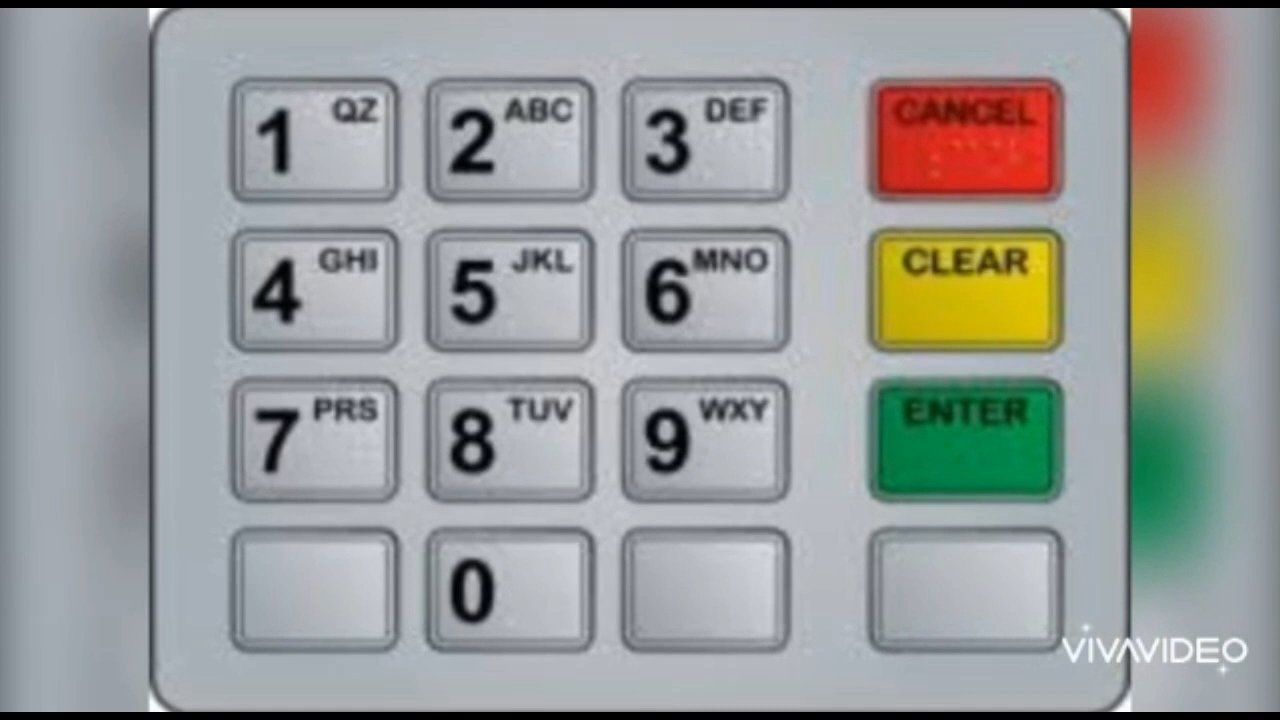 1 QZ 2 ABC 3 DEF CANCEL
4 GHI 5 JKL 6 MNO CLEAR
7 PRS 8 TUV 9 WXY ENTER
0
VIVAVIDEO